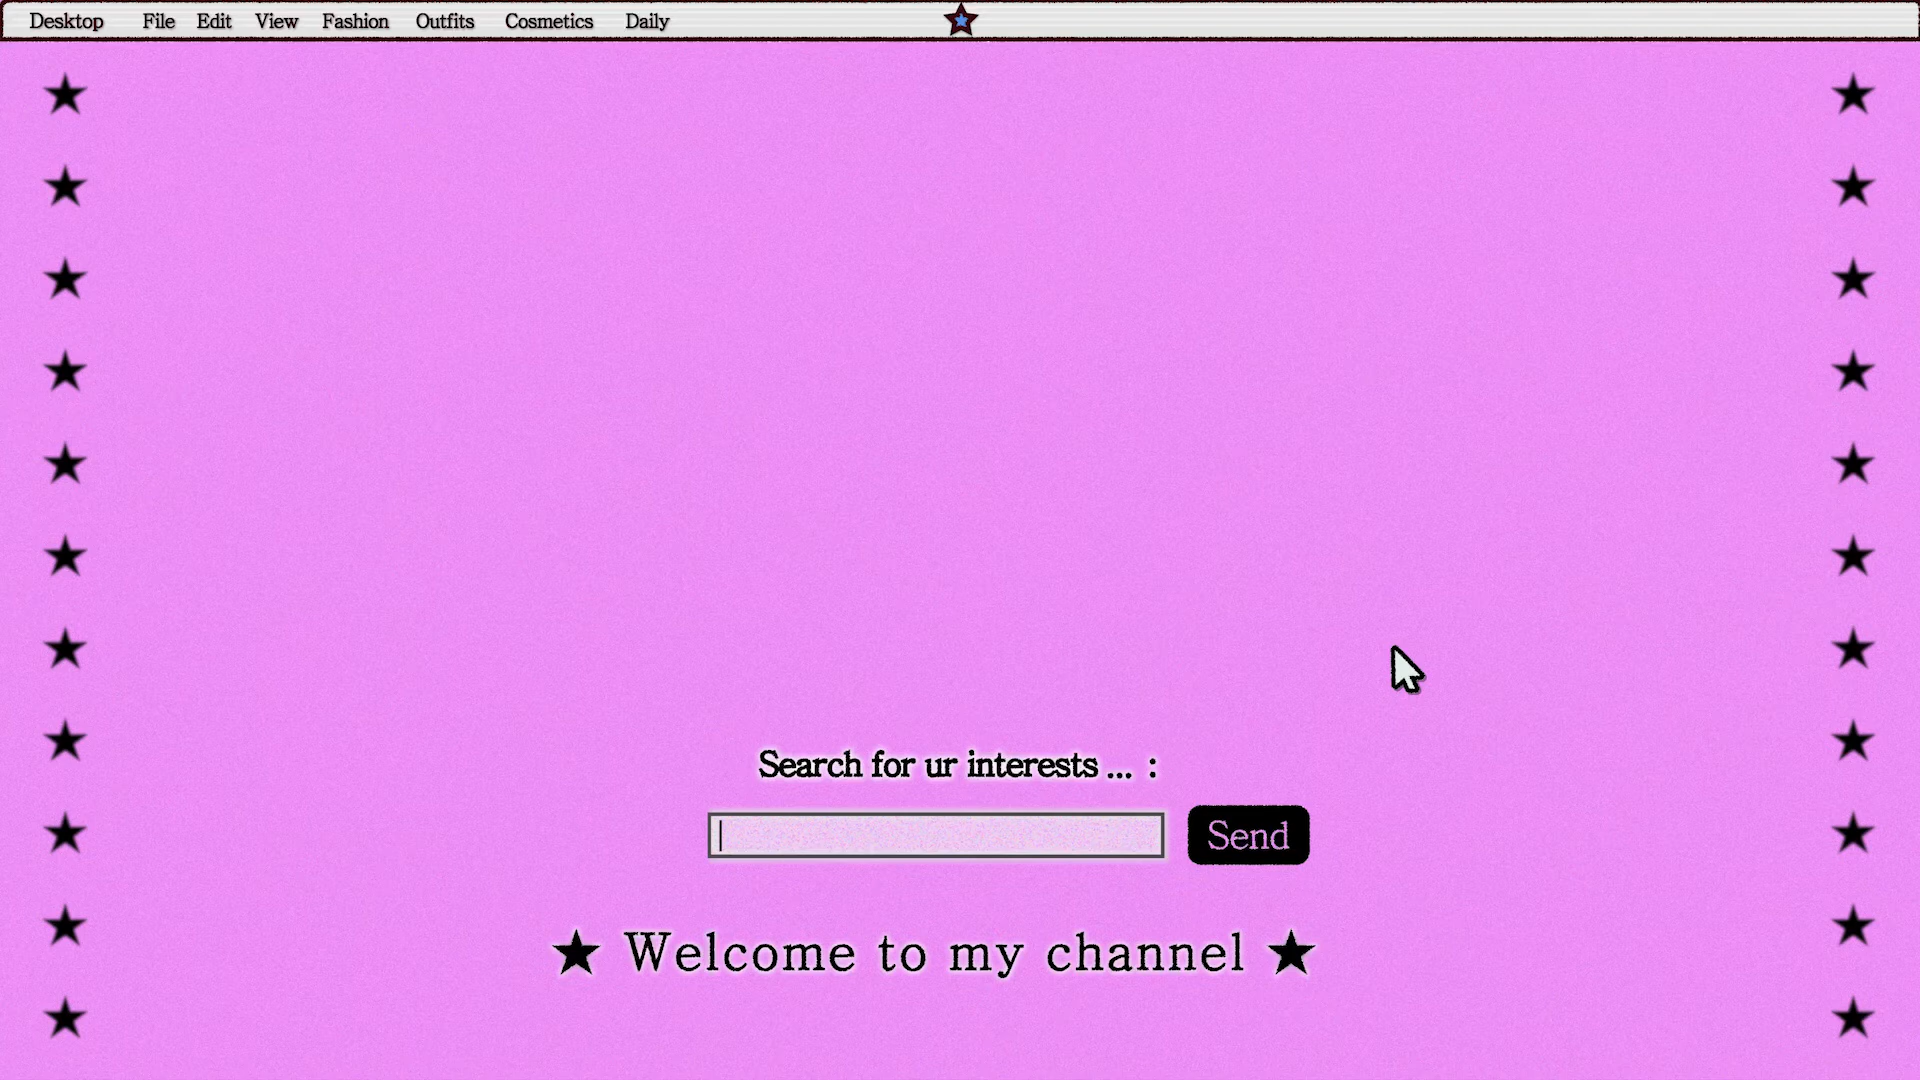 Desktop File Edit View Fashion Outfits Cosmetics Daily
Search for ur interests ... :
Send
★ Welcome to my channel ★